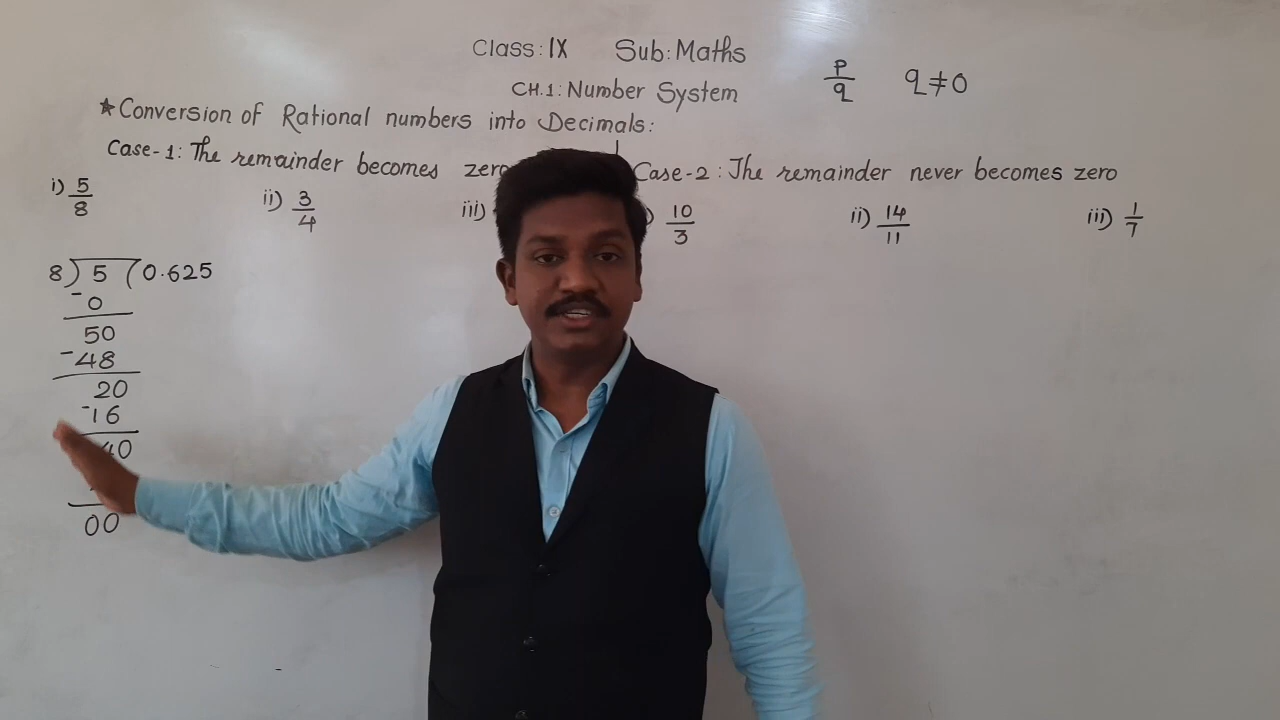 Class: IX Sub: Maths
CH.1: Number System
p/q q≠0
★Conversion of Rational numbers into Decimals:
Case-1: The remainder becomes zero
Case-2: The remainder never becomes zero
i) 5/8
ii) 3/4
iii)
) 10/3
ii) 14/11
iii) 1/7
8) 5 (0.625
-0
50
-48
20
-16
40
00